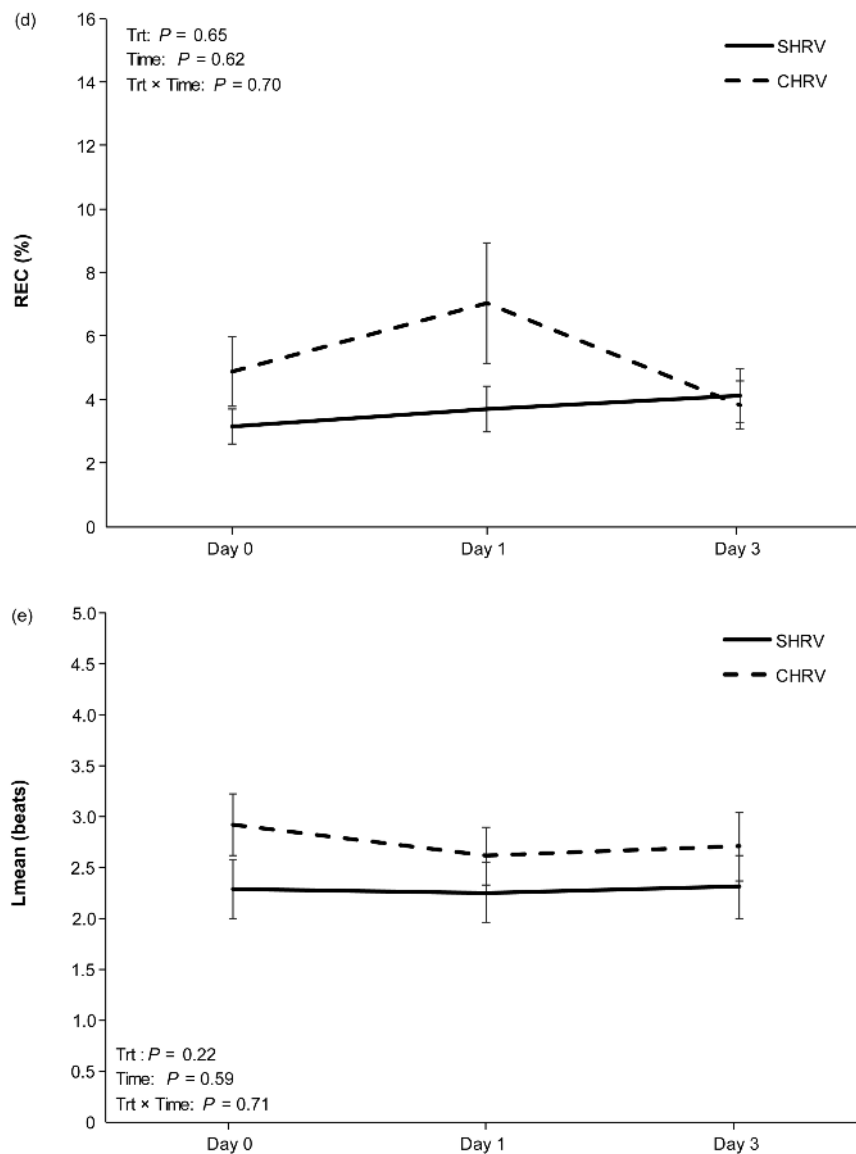 (d)
Trt: P = 0.65
Time: P = 0.62
Trt × Time: P = 0.70
SHRV
CHRV
REC (%)
16
14
12
10
8
6
4
2
0
Day 0 Day 1 Day 3
(e)
SHRV
CHRV
Lmean (beats)
5.0
4.5
4.0
3.5
3.0
2.5
2.0
1.5
1.0
0.5
0
Trt : P = 0.22
Time: P = 0.59
Trt × Time: P = 0.71
Day 0 Day 1 Day 3